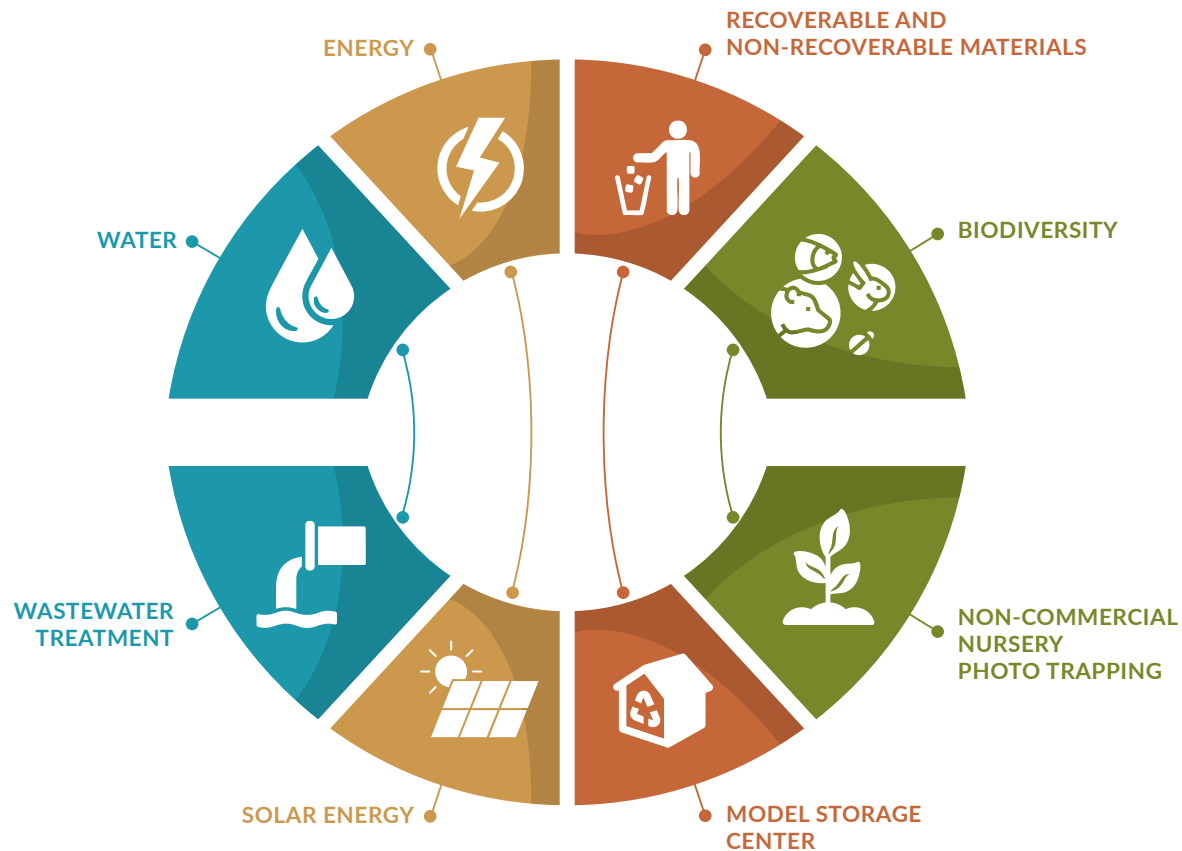 RECOVERABLE AND
NON-RECOVERABLE MATERIALS
ENERGY
BIODIVERSITY
WATER
WASTEWATER
TREATMENT
NON-COMMERCIAL
NURSERY
PHOTO TRAPPING
SOLAR ENERGY
MODEL STORAGE
CENTER